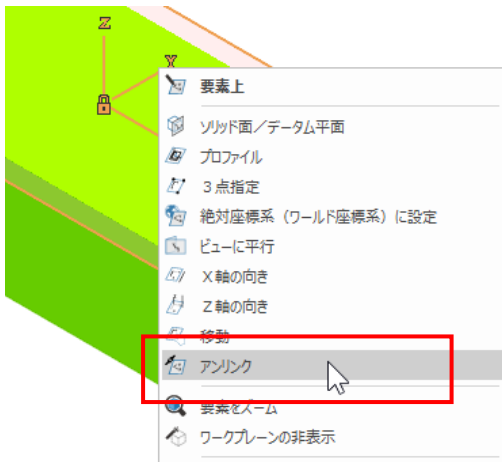 Z
Y
要素上
ソリッド面／データム平面
プロファイル
３点指定
絶対座標系（ワールド座標系）に設定
ビューに平行
Ｘ軸の向き
Ｚ軸の向き
移動
アンリンク
要素をズーム
ワークプレーンの非表示